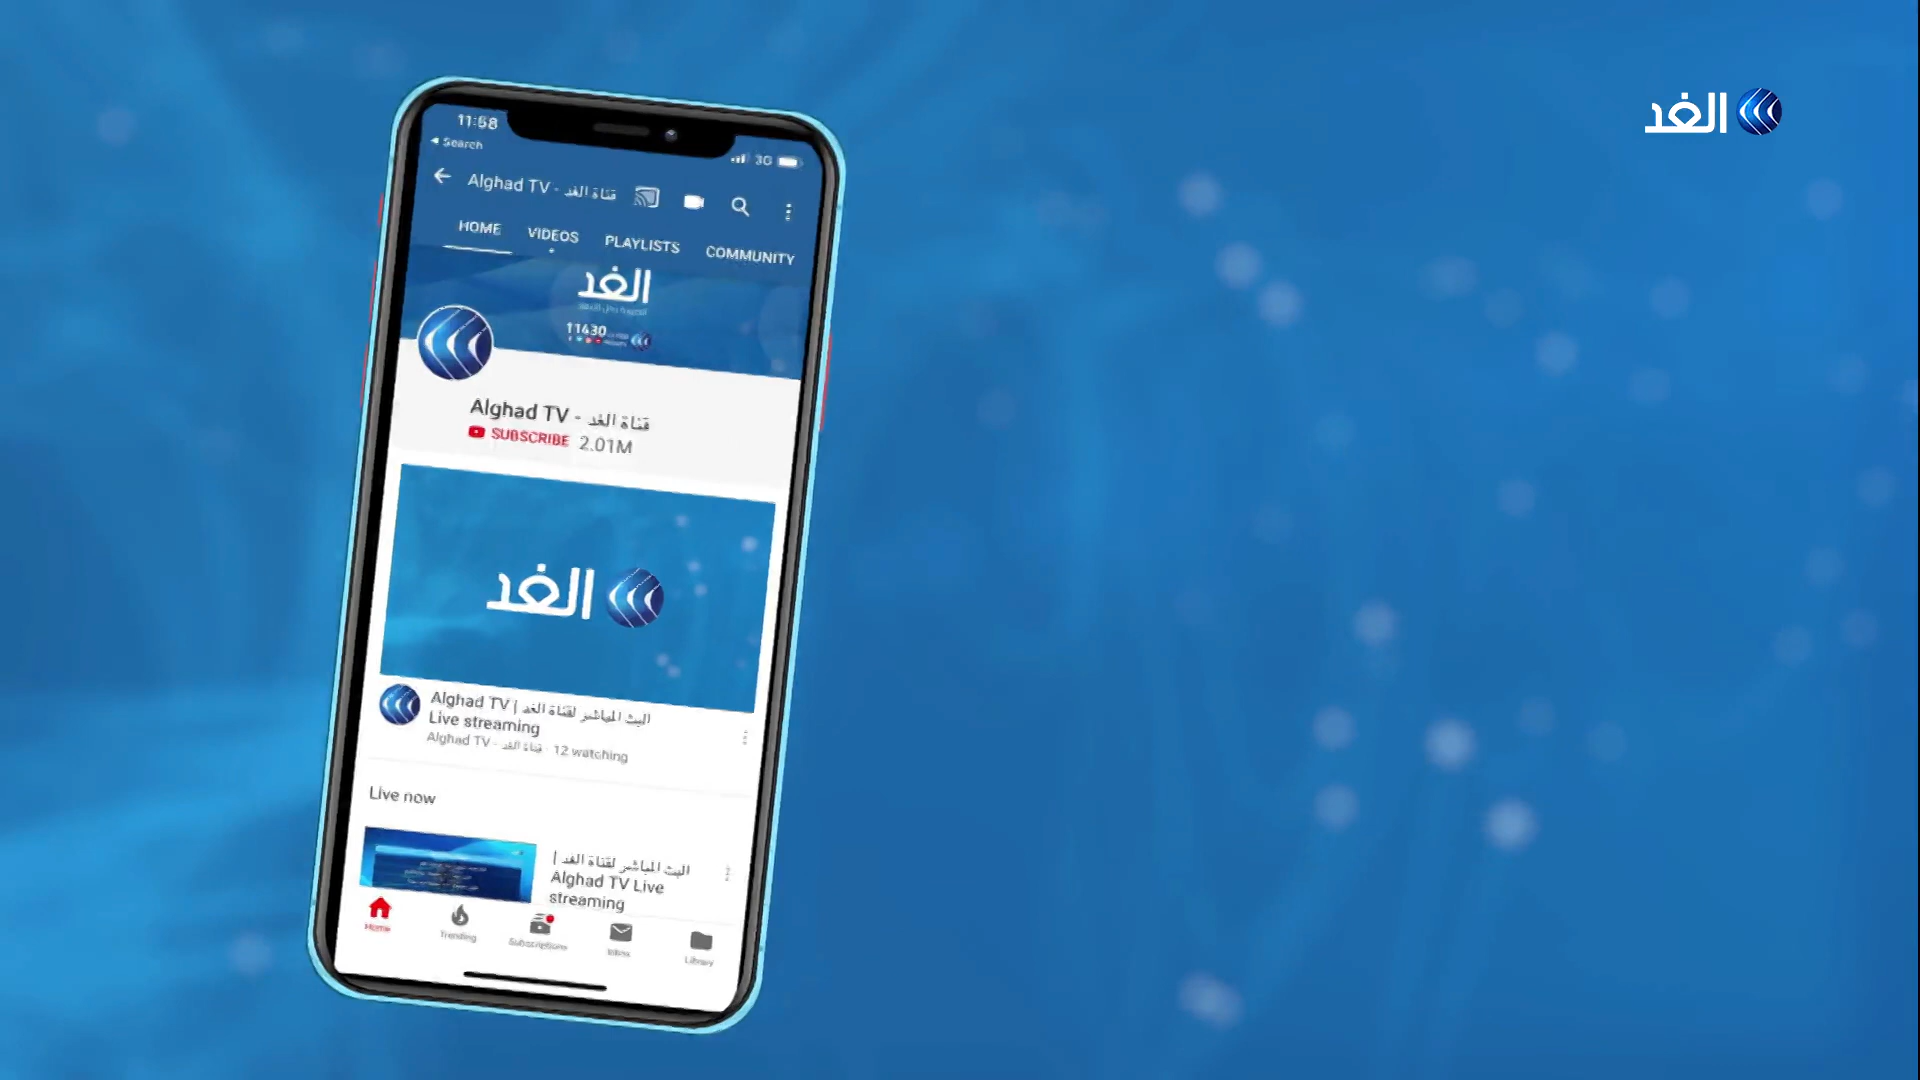 الغد
11:58
Search
3G
Alghad TV - قناة الغد
HOME VIDEOS PLAYLISTS COMMUNITY
الغد
11630
Alghad TV - قناة الغد
SUBSCRIBE 2.01M
الغد
Alghad TV | البث المباشر لقناة الغد
Live streaming
Alghad TV - قناة الغد · 12 watching
Live now
البث المباشر لقناة الغد |
Alghad TV Live
streaming
Home Trending Subscriptions Inbox Library